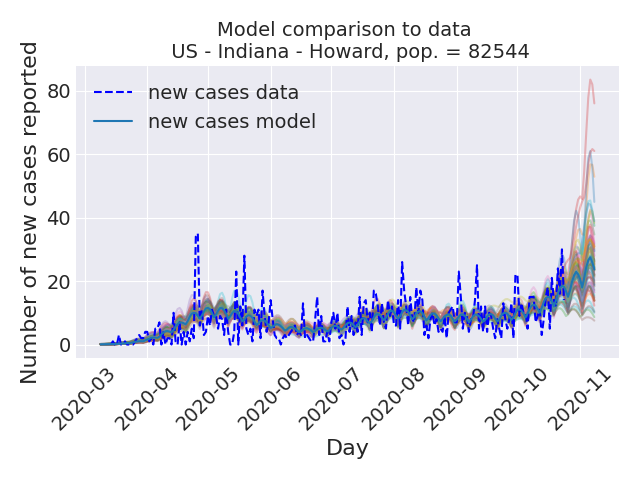 Model comparison to data
US - Indiana - Howard, pop. = 82544
Number of new cases reported
80
60
40
20
0
new cases data
new cases model
2020-03
2020-04
2020-05
2020-06
2020-07
2020-08
2020-09
2020-10
2020-11
Day